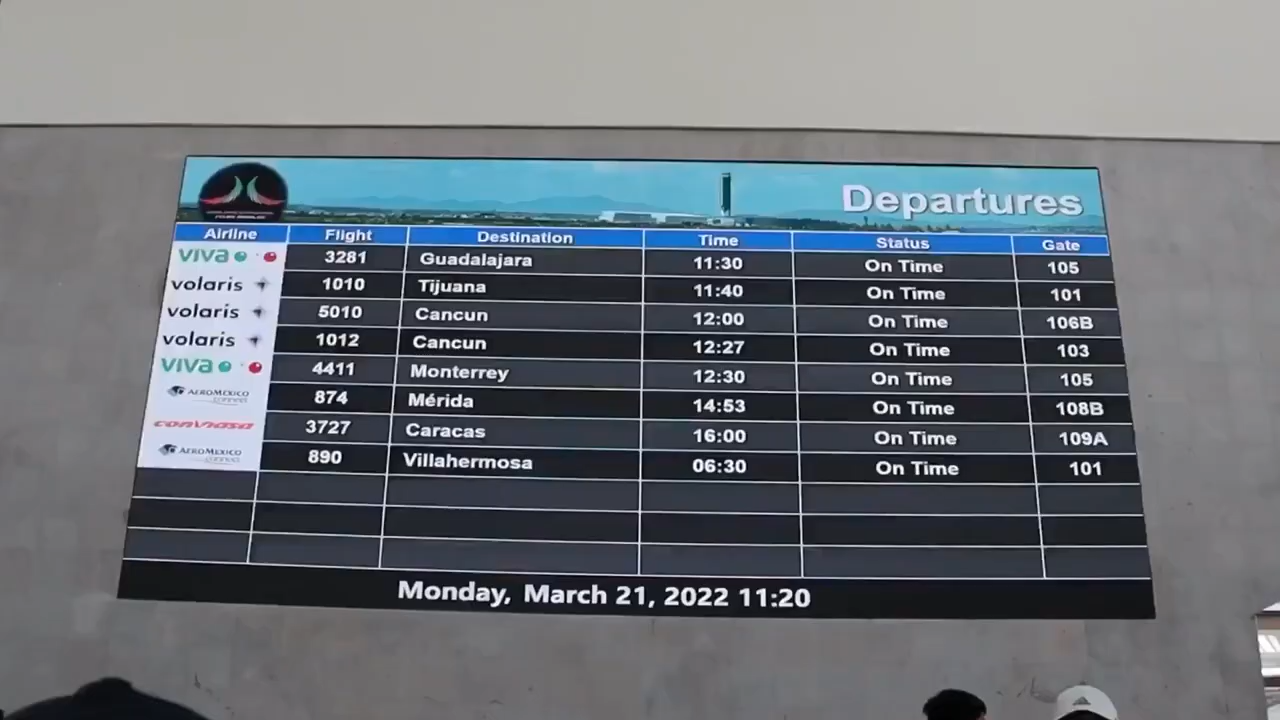 Departures
Airline Flight Destination Time Status Gate
viva 3281 Guadalajara 11:30 On Time 105
volaris 1010 Tijuana 11:40 On Time 101
volaris 5010 Cancun 12:00 On Time 106B
volaris 1012 Cancun 12:27 On Time 103
viva 4411 Monterrey 12:30 On Time 105
AEROMEXICO connect 874 Mérida 14:53 On Time 108B
conviasa 3727 Caracas 16:00 On Time 109A
AEROMEXICO connect 890 Villahermosa 06:30 On Time 101
Monday, March 21, 2022 11:20